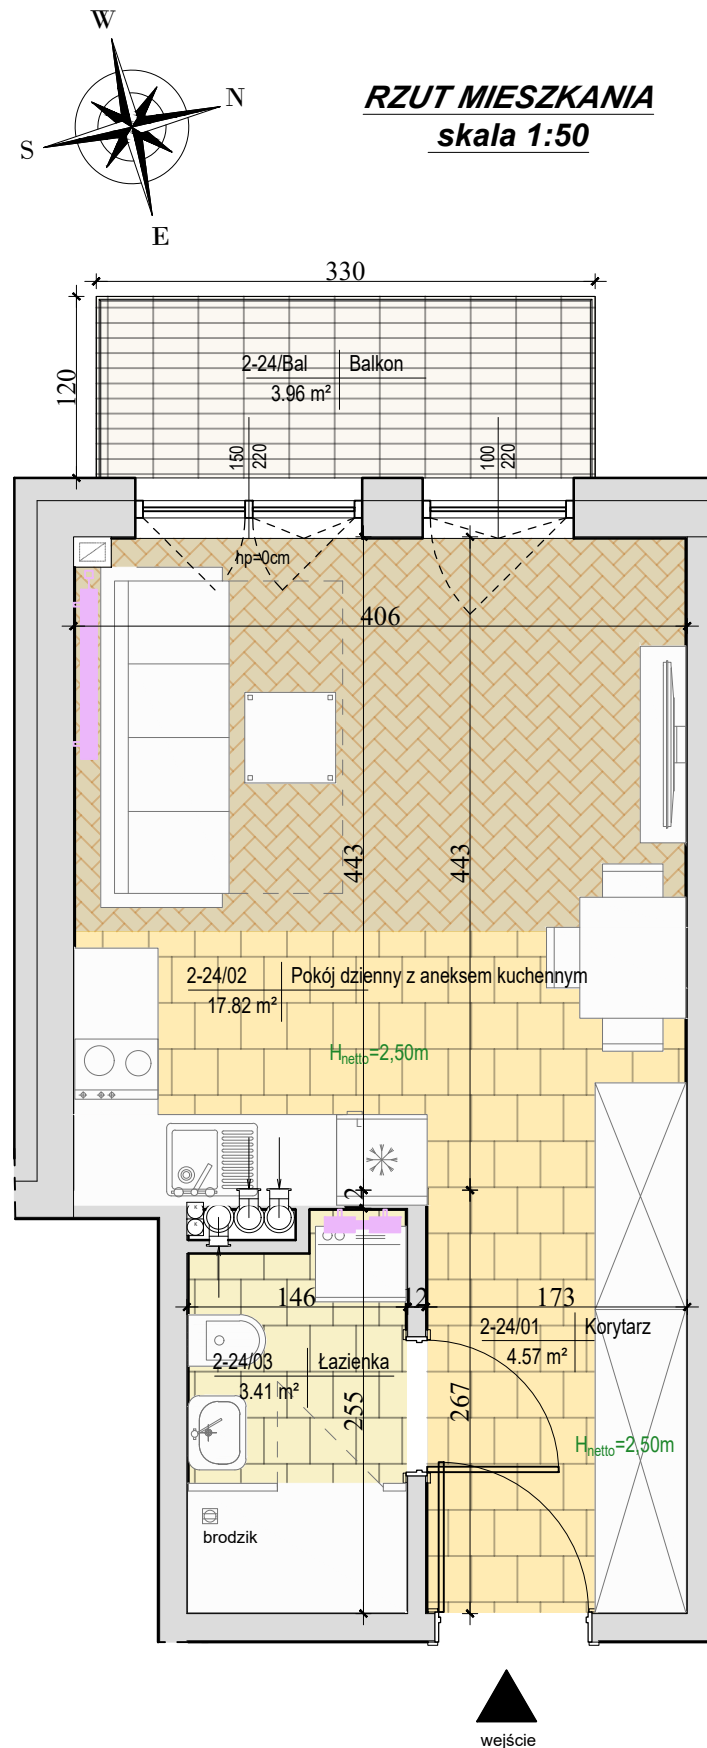 W
N
S
E
RZUT MIESZKANIA
skala 1:50
330
120
2-24/Bal Balkon
3.96 m²
150
220
100
220
hp=0cm
406
443
443
2-24/02 Pokój dzienny z aneksem kuchennym
17.82 m²
Hnetto=2,50m
12
146
12
173
2-24/01 Korytarz
4.57 m²
2-24/03 Łazienka
3.41 m²
255
267
Hnetto=2,50m
brodzik
wejście